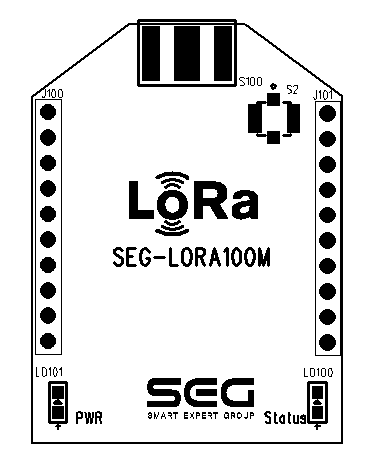 S100
S2
J100
J101
LoRa
SEG-LORA100M
LD101
LD100
SEG
SMART EXPERT GROUP
PWR
Status
+
+